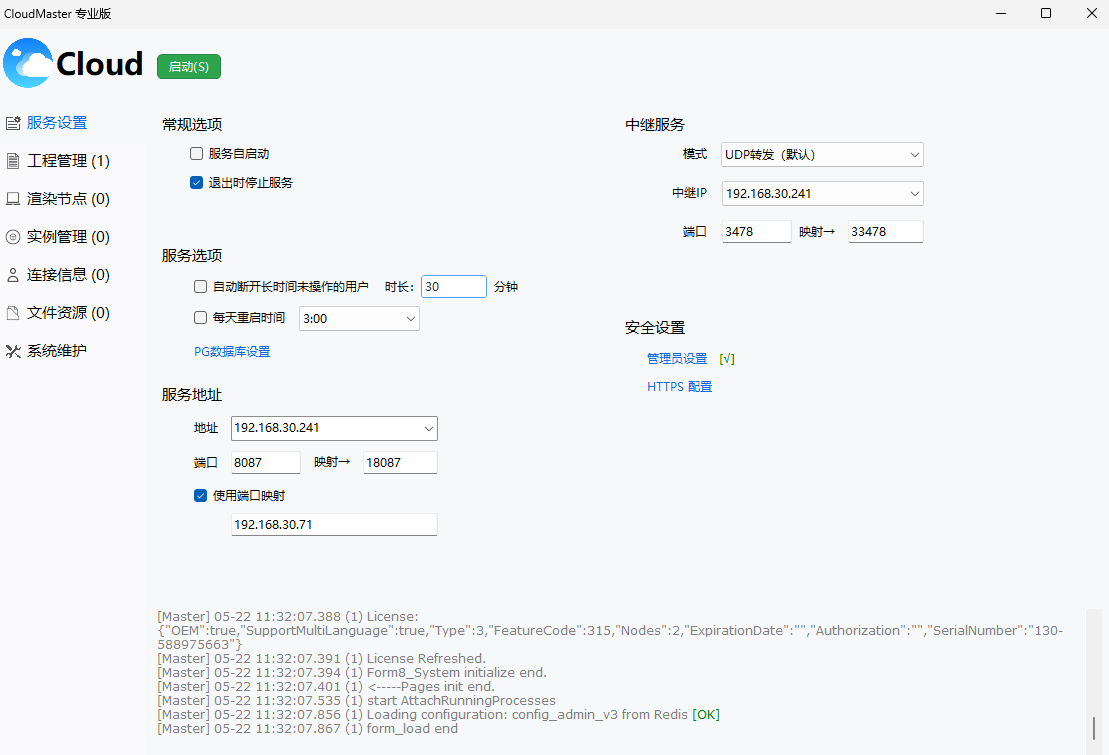 CloudMaster 专业版
Cloud
启动(S)
服务设置
工程管理 (1)
渲染节点 (0)
实例管理 (0)
连接信息 (0)
文件资源 (0)
系统维护
常规选项
服务自启动
退出时停止服务
服务选项
自动断开长时间未操作的用户 时长: 30 分钟
每天重启时间 3:00
PG数据库设置
服务地址
地址 192.168.30.241
端口 8087 映射→ 18087
使用端口映射
192.168.30.71
中继服务
模式 UDP转发（默认）
中继IP 192.168.30.241
端口 3478 映射→ 33478
安全设置
管理员设置 [√]
HTTPS 配置
[Master] 05-22 11:32:07.388 (1) License:
{"OEM":true,"SupportMultiLanguage":true,"Type":3,"FeatureCode":315,"Nodes":2,"ExpirationDate":"","Authorization":"","SerialNumber":"130-
588975663"}
[Master] 05-22 11:32:07.391 (1) License Refreshed.
[Master] 05-22 11:32:07.394 (1) Form8_System initialize end.
[Master] 05-22 11:32:07.401 (1) <-----Pages init end.
[Master] 05-22 11:32:07.535 (1) start AttachRunningProcesses
[Master] 05-22 11:32:07.856 (1) Loading configuration: config_admin_v3 from Redis [OK]
[Master] 05-22 11:32:07.867 (1) form_load end